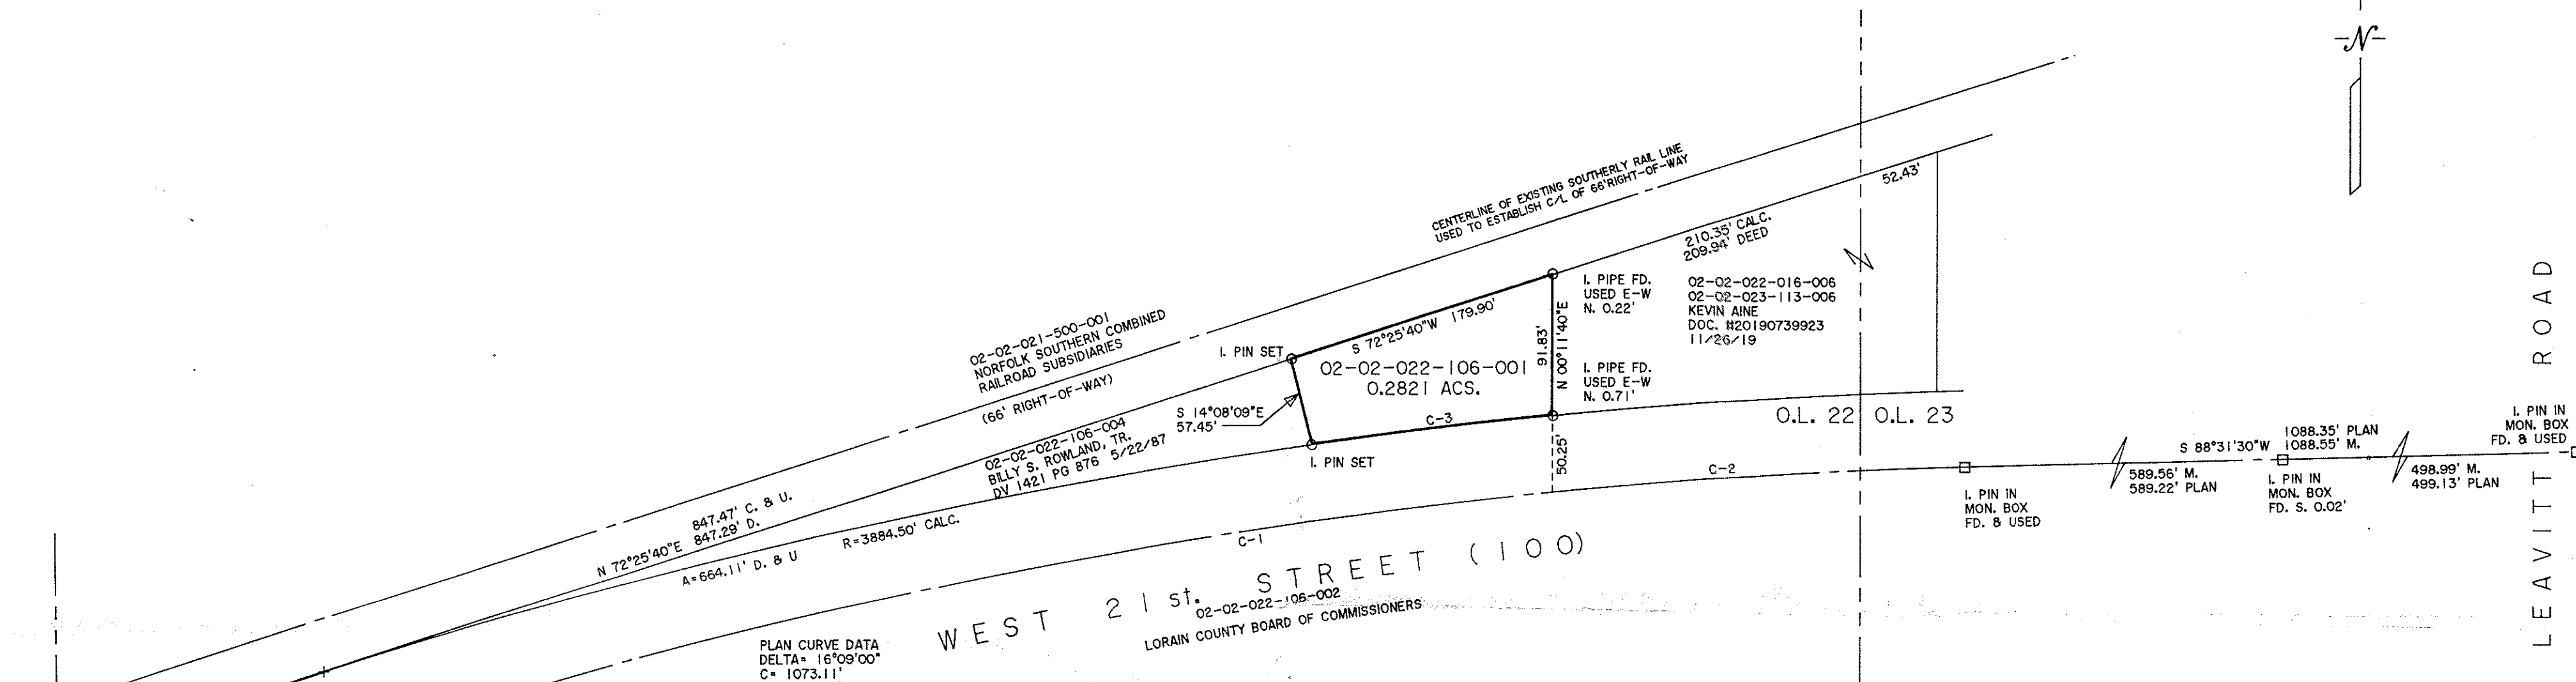 -N-
CENTERLINE OF EXISTING SOUTHERLY RAIL LINE
USED TO ESTABLISH C/L OF 66'RIGHT-OF-WAY
52.43'
210.35' CALC.
209.94' DEED
I. PIPE FD.
USED E-W
N. 0.22'
02-02-022-016-006
02-02-023-113-006
KEVIN AINE
DOC. #20190739923
11/26/19
02-02-021-500-001
NORFOLK SOUTHERN COMBINED
RAILROAD SUBSIDIARIES
(66' RIGHT-OF-WAY)
I. PIN SET
S 72°25'40"W 179.90'
02-02-022-106-001
0.2821 ACS.
91.83'
N 00°11'40"E
I. PIPE FD.
USED E-W
N. 0.71'
S 14°08'09"E
57.45'
C-3
I. PIN SET
50.25'
02-02-022-106-004
BILLY S. ROWLAND, TR.
DV 1421 PG 876 5/22/87
O.L. 22
O.L. 23
C-2
S 88°31'30"W
1088.35' PLAN
1088.55' M.
I. PIN IN
MON. BOX
FD. & USED
589.56' M.
589.22' PLAN
I. PIN IN
MON. BOX
FD. S. 0.02'
498.99' M.
499.13' PLAN
I. PIN IN
MON. BOX
FD. & USED
LEAVITT ROAD
847.47' C. & U.
N 72°25'40"E 847.29' D.
A=664.11' D. & U
R=3884.50' CALC.
C-1
WEST 21st. STREET (100)
02-02-022-106-002
LORAIN COUNTY BOARD OF COMMISSIONERS
PLAN CURVE DATA
DELTA= 16°09'00"
C= 1073.11'